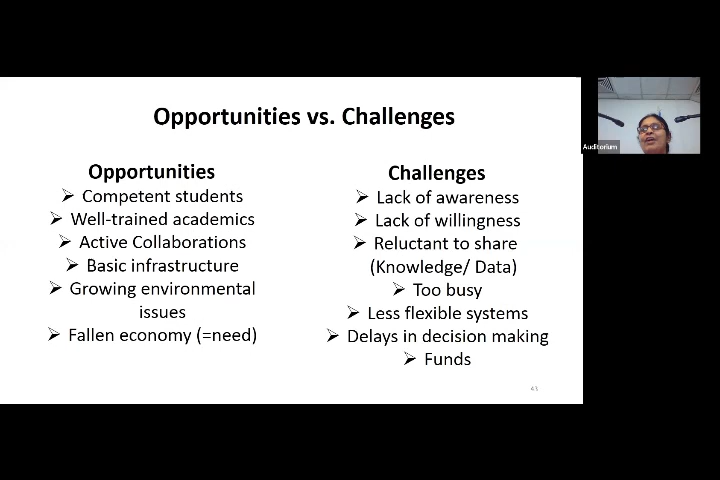 Opportunities vs. Challenges
Opportunities
➢ Competent students
➢ Well-trained academics
➢ Active Collaborations
➢ Basic infrastructure
➢ Growing environmental
issues
➢ Fallen economy (=need)
Challenges
➢ Lack of awareness
➢ Lack of willingness
➢ Reluctant to share
(Knowledge/ Data)
➢ Too busy
➢ Less flexible systems
➢ Delays in decision making
➢ Funds
43
Auditorium